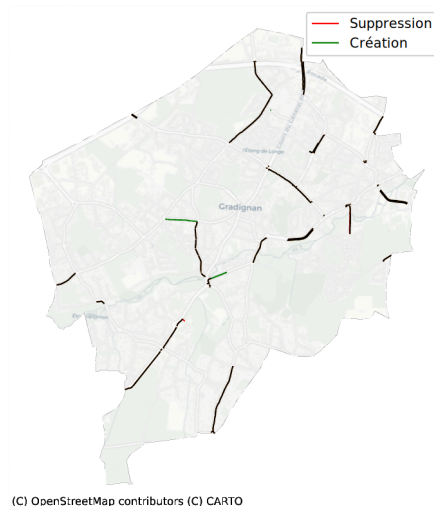 Suppression
Création
l'Étang de Lange
Gradignan
(C) OpenStreetMap contributors (C) CARTO